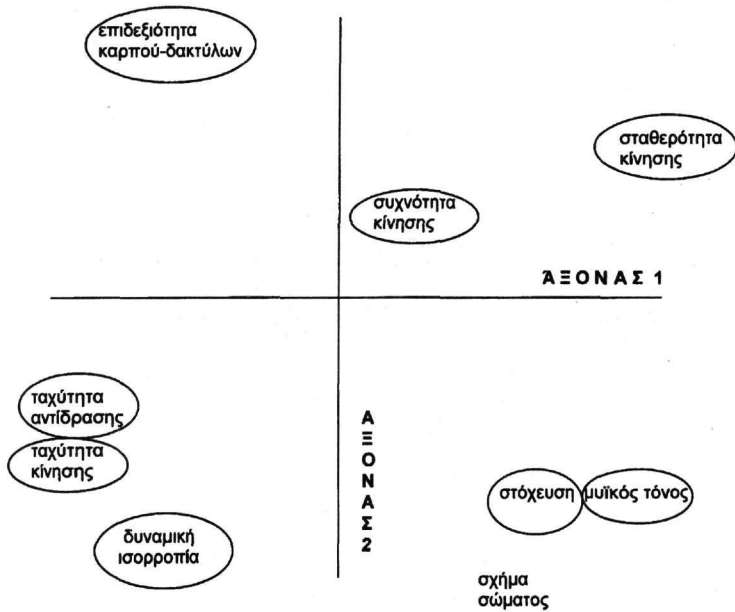 επιδεξιότητα
καρπού-δακτύλων
σταθερότητα
κίνησης
συχνότητα
κίνησης
ΆΞΟΝΑΣ 1
ταχύτητα
αντίδρασης
ταχύτητα
κίνησης
ΑΞΟΝΑΣ 2
στόχευση
μυϊκός τόνος
δυναμική
ισορροπία
σχήμα
σώματος